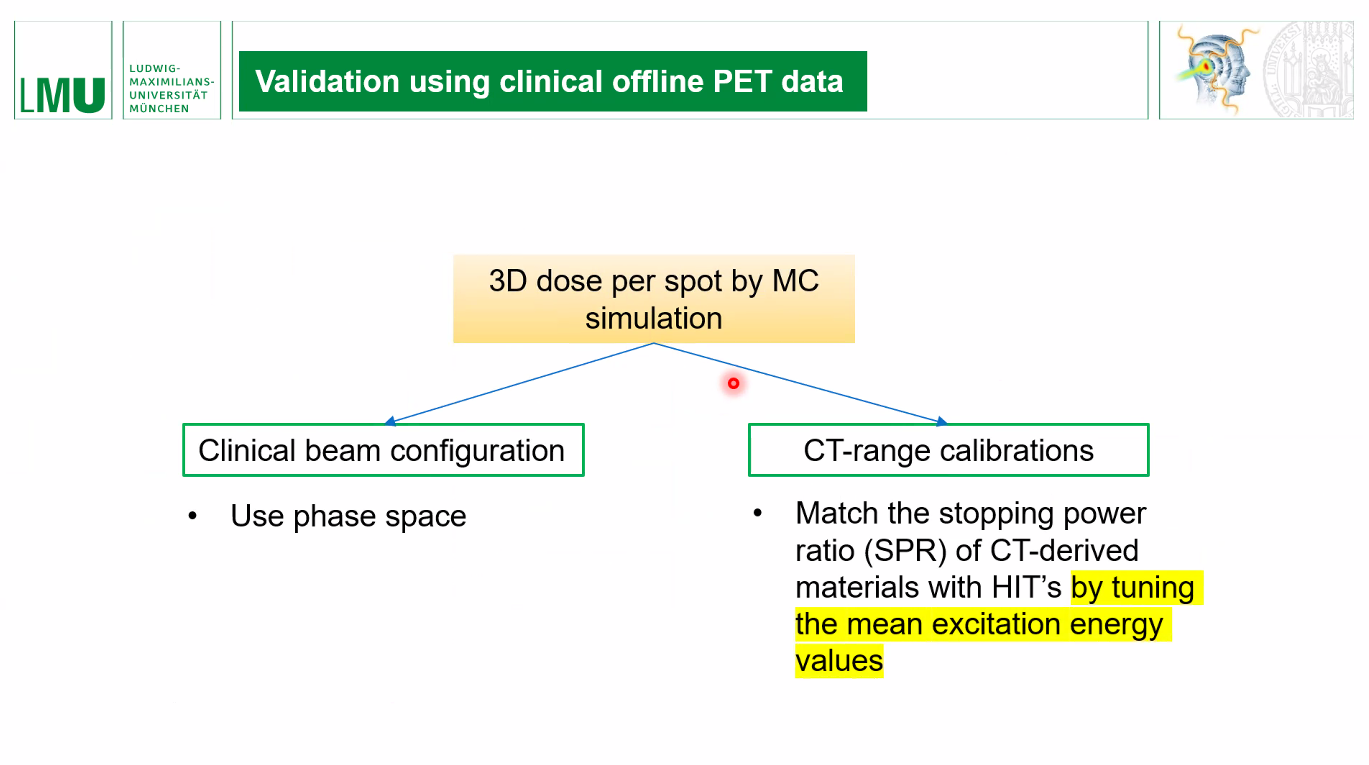 LMU
LUDWIG-
MAXIMILIANS-
UNIVERSITÄT
MÜNCHEN
Validation using clinical offline PET data
3D dose per spot by MC
simulation
Clinical beam configuration
CT-range calibrations
• Use phase space
• Match the stopping power
ratio (SPR) of CT-derived
materials with HIT’s by tuning
the mean excitation energy
values